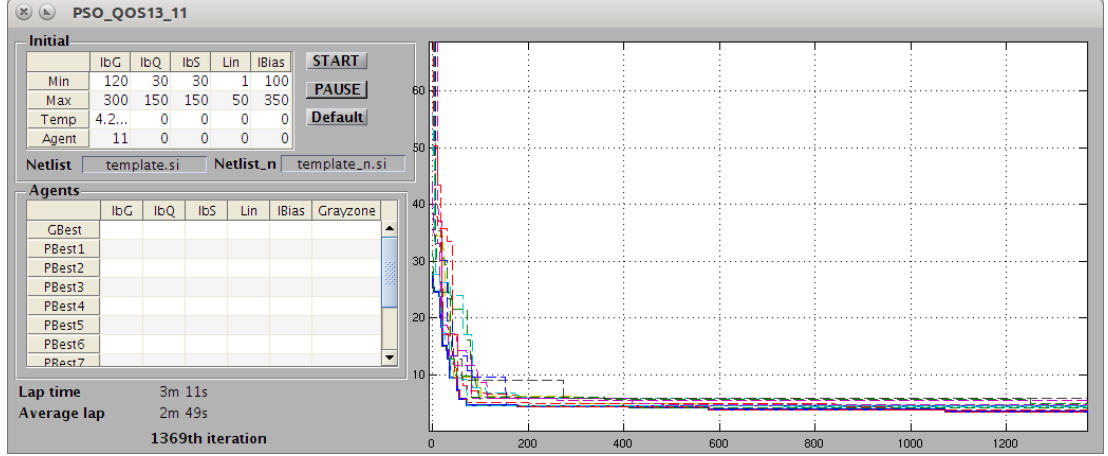 PSO_QOS13_11
Initial
IbG IbQ IbS Lin IBias
Min 120 30 30 1 100
Max 300 150 150 50 350
Temp 4.2... 0 0 0 0
Agent 11 0 0 0 0
START
PAUSE
Default
Netlist template.si Netlist_n template_n.si
Agents
IbG IbQ IbS Lin IBias Grayzone
GBest
PBest1
PBest2
PBest3
PBest4
PBest5
PBest6
PBest7
Lap time 3m 11s
Average lap 2m 49s
1369th iteration
60
50
40
30
20
10
0 200 400 600 800 1000 1200